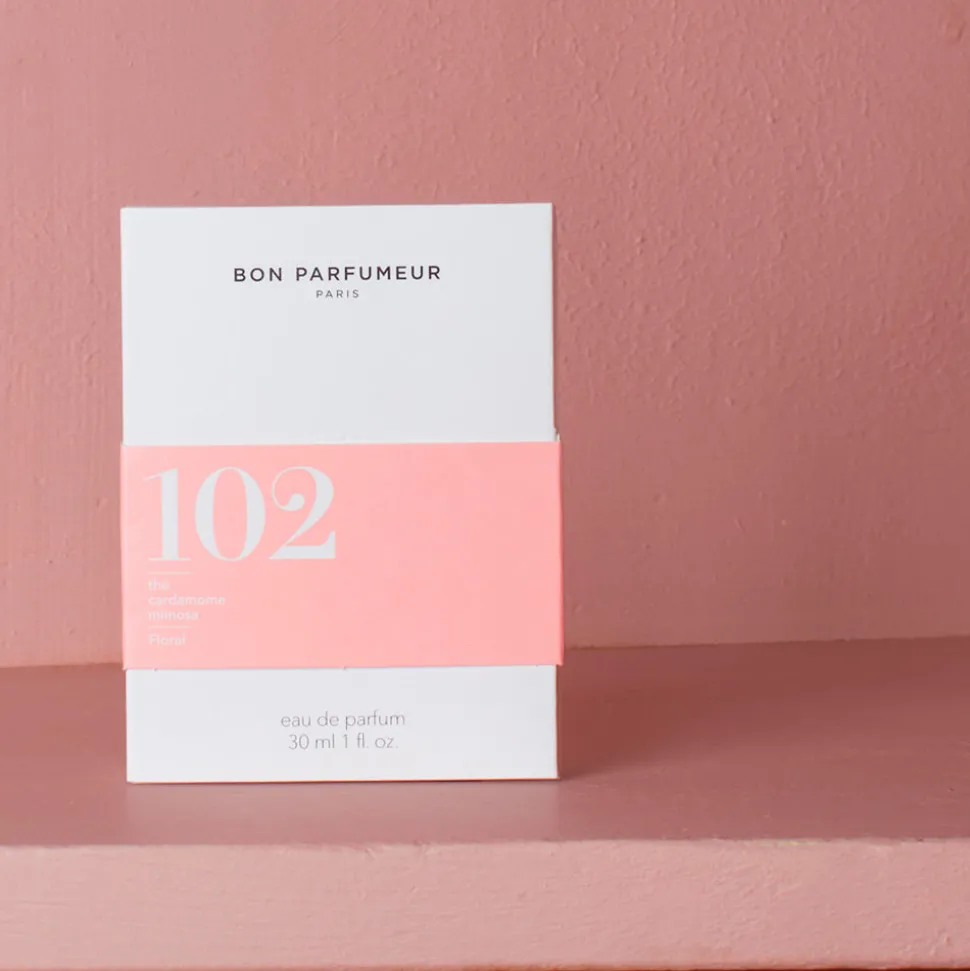 BON PARFUMEUR
PARIS
102
thé
cardamome
mimosa
Floral
eau de parfum
30 ml 1 fl. oz.